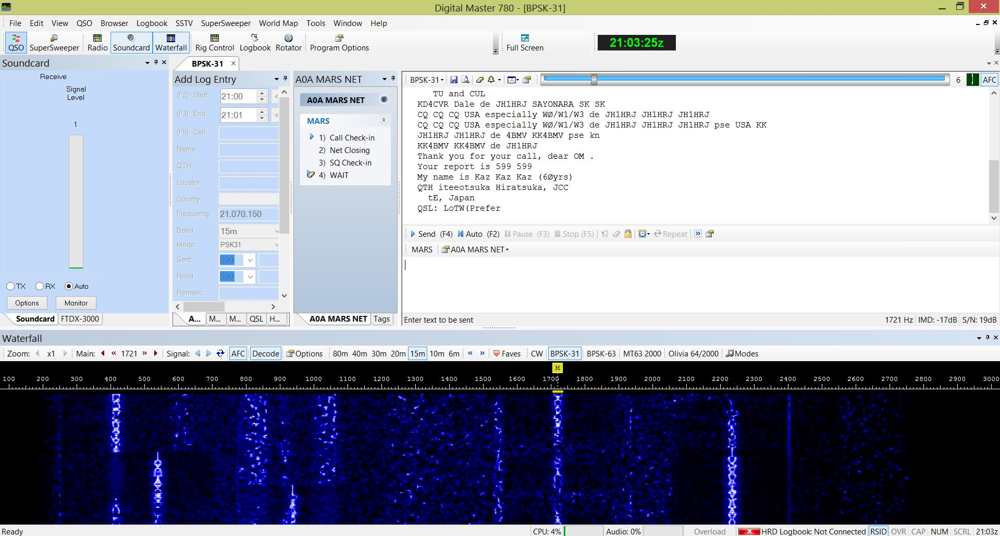 Digital Master 780 - [BPSK-31]
File Edit View QSO Browser Logbook SSTV SuperSweeper World Map Tools Window Help
QSO SuperSweeper Radio Soundcard Waterfall Rig Control Logbook Rotator Program Options Full Screen 21:03:25z
Soundcard
Receive
Signal
Level
1
TX RX Auto
Options Monitor
Soundcard FTDX-3000
BPSK-31
Add Log Entry
(F2) Start: 21:00 <
(F3) End: 21:01 <
(F5) Call:
Name:
QTH:
Locator:
Country:
Frequency: 21.070.150
Band: 15m
Mode: PSK31
Sent: 599
Rcvd: 599
Remark:
A... M... M... QSL H...
A0A MARS NET
A0A MARS NET
MARS
1) Call Check-in
2) Net Closing
3) SQ Check-in
4) WAIT
A0A MARS NET Tags
BPSK-31 6 AFC
TU and CUL
KD4CVR Dale de JH1HRJ SAYONARA SK SK
CQ CQ CQ USA especially WØ/W1/W3 de JH1HRJ JH1HRJ JH1HRJ
CQ CQ CQ USA especially WØ/W1/W3 de JH1HRJ JH1HRJ JH1HRJ pse USA KK
JH1HRJ JH1HRJ de 4BMV KK4BMV pse kn
KK4BMV KK4BMV de JH1HRJ
Thank you for your call, dear OM .
Your report is 599 599
My name is Kaz Kaz Kaz (6Øyrs)
QTH iteeotsuka Hiratsuka, JCC
tE, Japan
QSL: LoTW(Prefer
Send (F4) Auto (F2) Pause (F3) Stop (F5) Repeat
MARS A0A MARS NET
Enter text to be sent 1721 Hz IMD: -17dB S/N: 19dB
Waterfall
Zoom: x1 Main: 1721 Signal: AFC Decode Options 80m 40m 30m 20m 15m 10m 6m Faves CW BPSK-31 BPSK-63 MT63 2000 Olivia 64/2000 Modes
M
100 200 300 400 500 600 700 800 900 1000 1100 1200 1300 1400 1500 1600 1700 1800 1900 2000 2100 2200 2300 2400 2500 2600 2700 2800 2900 3000
Ready CPU: 4% Audio: 0% Overload HRD Logbook: Not Connected RSID OVR CAP NUM SCRL 21:03z